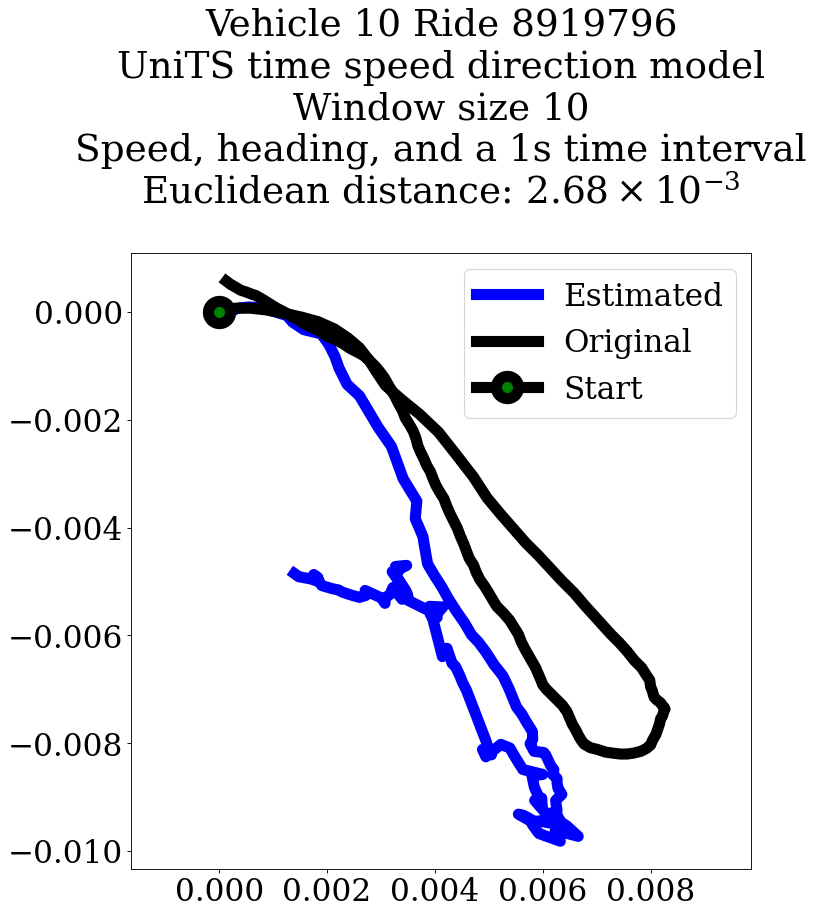 Vehicle 10 Ride 8919796
UniTS time speed direction model
Window size 10
Speed, heading, and a 1s time interval
Euclidean distance: 2.68 × 10⁻³
Estimated
Original
Start
0.000
−0.002
−0.004
−0.006
−0.008
−0.010
0.000 0.002 0.004 0.006 0.008